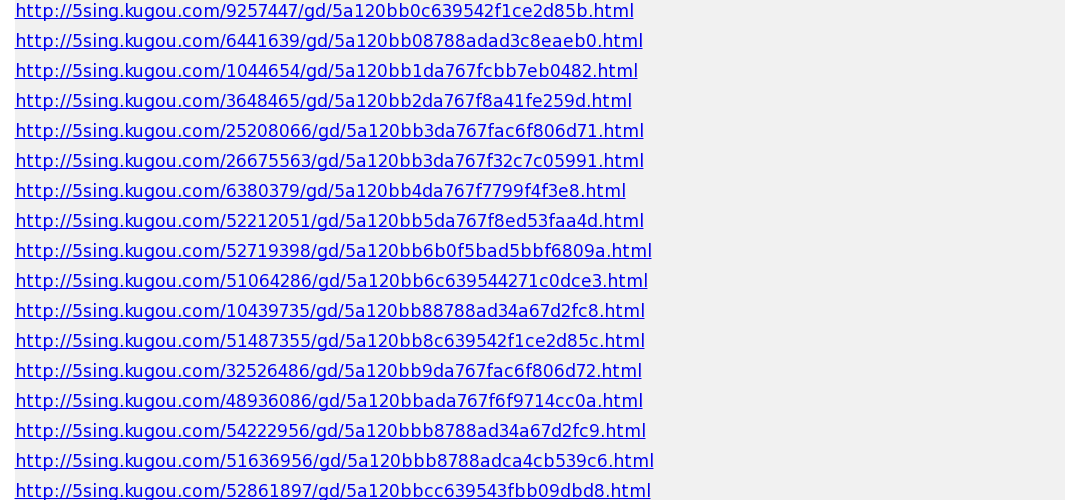 http://5sing.kugou.com/9257447/gd/5a120bb0c639542f1ce2d85b.html
http://5sing.kugou.com/6441639/gd/5a120bb08788adad3c8eaeb0.html
http://5sing.kugou.com/1044654/gd/5a120bb1da767fcbb7eb0482.html
http://5sing.kugou.com/3648465/gd/5a120bb2da767f8a41fe259d.html
http://5sing.kugou.com/25208066/gd/5a120bb3da767fac6f806d71.html
http://5sing.kugou.com/26675563/gd/5a120bb3da767f32c7c05991.html
http://5sing.kugou.com/6380379/gd/5a120bb4da767f7799f4f3e8.html
http://5sing.kugou.com/52212051/gd/5a120bb5da767f8ed53faa4d.html
http://5sing.kugou.com/52719398/gd/5a120bb6b0f5bad5bbf6809a.html
http://5sing.kugou.com/51064286/gd/5a120bb6c639544271c0dce3.html
http://5sing.kugou.com/10439735/gd/5a120bb88788ad34a67d2fc8.html
http://5sing.kugou.com/51487355/gd/5a120bb8c639542f1ce2d85c.html
http://5sing.kugou.com/32526486/gd/5a120bb9da767fac6f806d72.html
http://5sing.kugou.com/48936086/gd/5a120bbada767f6f9714cc0a.html
http://5sing.kugou.com/54222956/gd/5a120bbb8788ad34a67d2fc9.html
http://5sing.kugou.com/51636956/gd/5a120bbb8788adca4cb539c6.html
http://5sing.kugou.com/52861897/gd/5a120bbcc639543fbb09dbd8.html